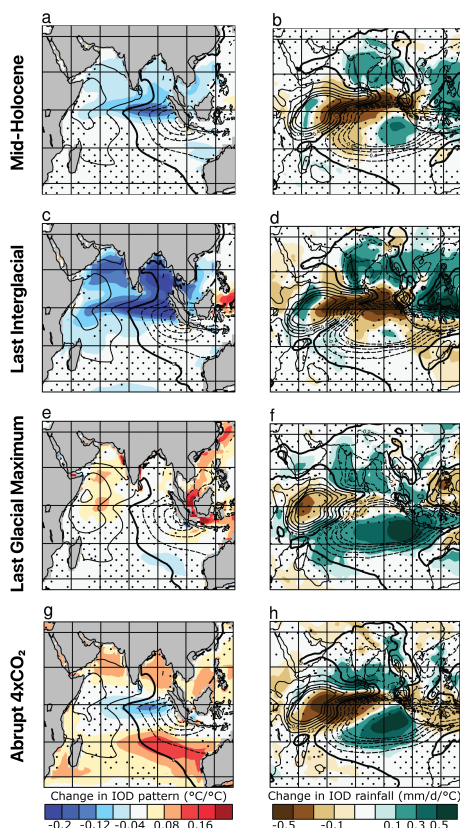 a
b
Mid-Holocene
c
d
Last Interglacial
e
f
Last Glacial Maximum
g
h
Abrupt 4xCO₂
Change in IOD pattern (°C/°C)
Change in IOD rainfall (mm/d/°C)
-0.2 -0.12 -0.04 0.08 0.16
-0.5 -0.1 0.1 0.3 0.5